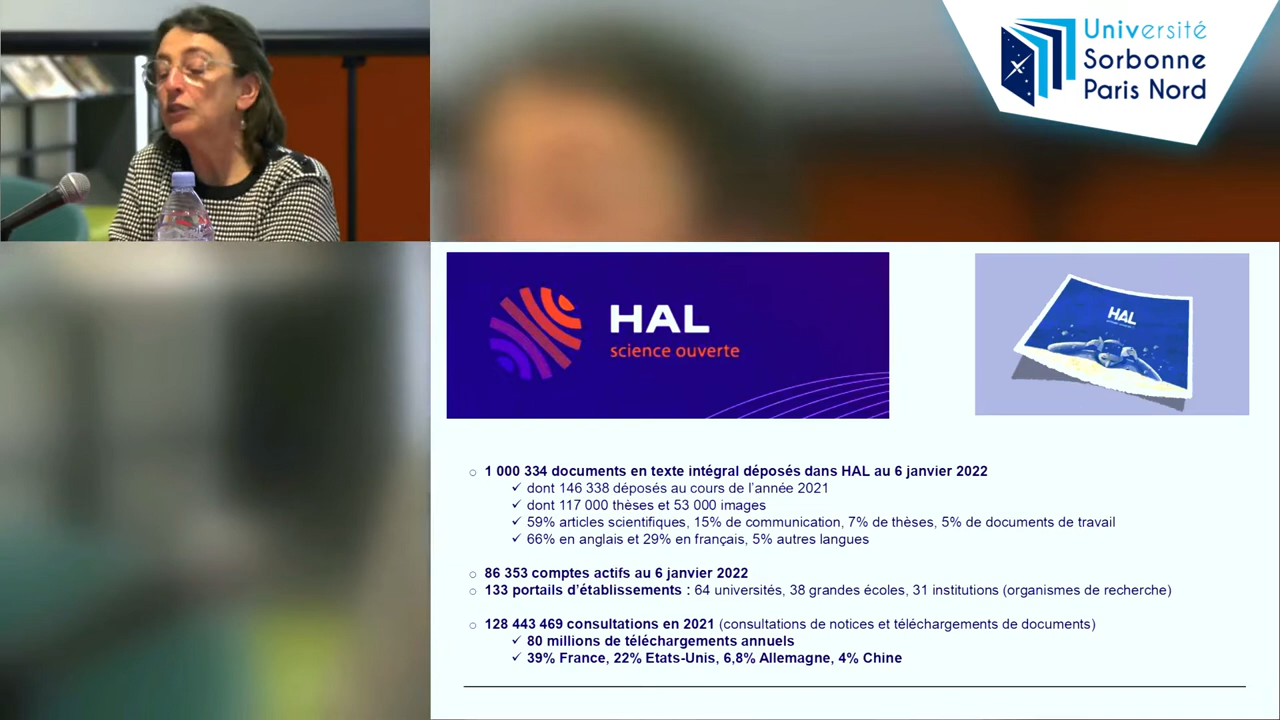 Université
Sorbonne
Paris Nord
HAL
science ouverte
HAL
○ 1 000 334 documents en texte intégral déposés dans HAL au 6 janvier 2022
✓ dont 146 338 déposés au cours de l’année 2021
✓ dont 117 000 thèses et 53 000 images
✓ 59% articles scientifiques, 15% de communication, 7% de thèses, 5% de documents de travail
✓ 66% en anglais et 29% en français, 5% autres langues
○ 86 353 comptes actifs au 6 janvier 2022
○ 133 portails d’établissements : 64 universités, 38 grandes écoles, 31 institutions (organismes de recherche)
○ 128 443 469 consultations en 2021 (consultations de notices et téléchargements de documents)
✓ 80 millions de téléchargements annuels
✓ 39% France, 22% Etats-Unis, 6,8% Allemagne, 4% Chine